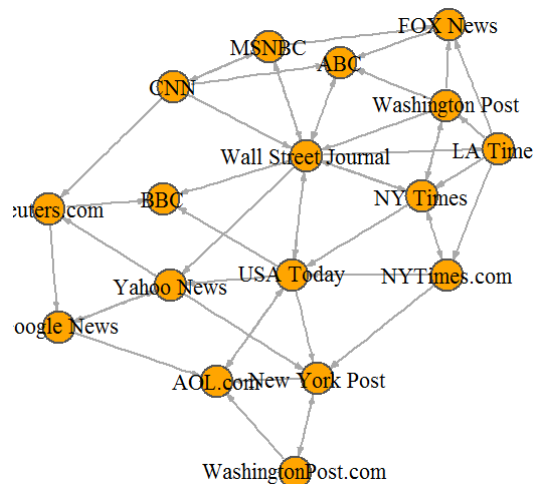 FOX News
MSNBC
ABC
CNN
Washington Post
Wall Street Journal
LA Time
NY Times
euters.com
BBC
USA Today
NYTimes.com
Yahoo News
oogle News
AOL.com
New York Post
WashingtonPost.com